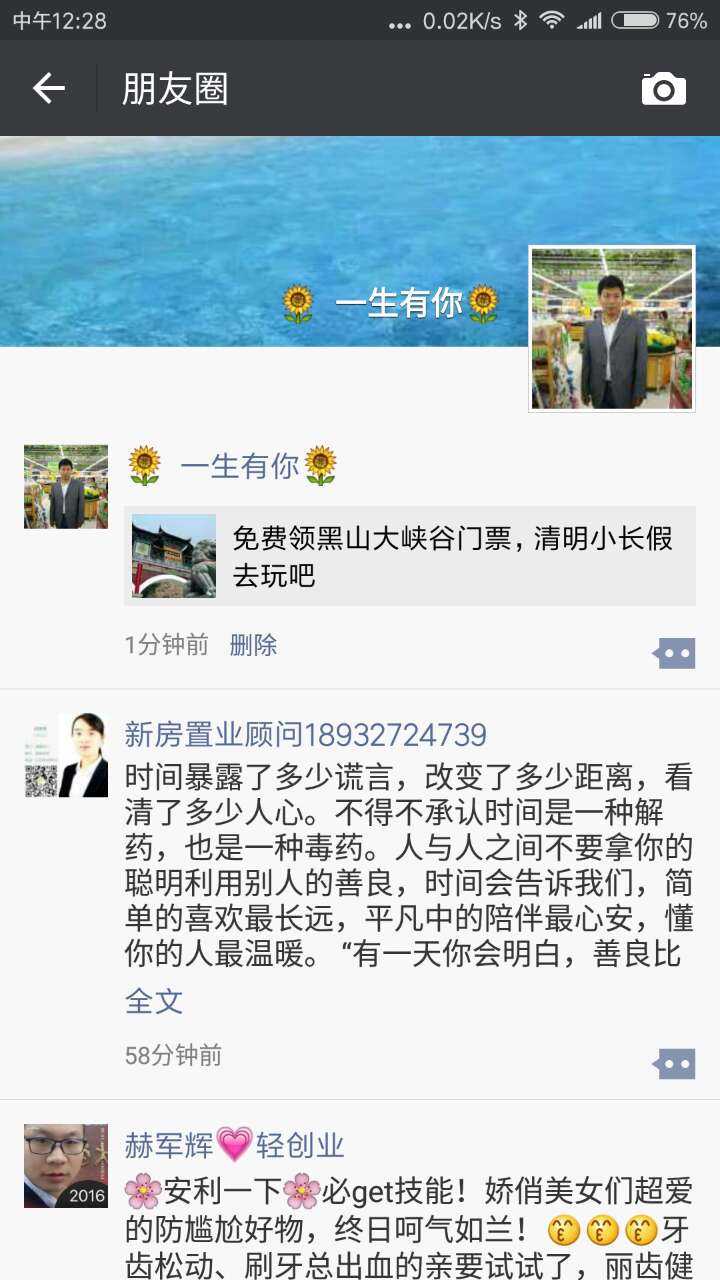 中午12:28
... 0.02K/s 76%
朋友圈
🌻 一生有你🌻
🌻 一生有你🌻
免费领黑山大峡谷门票，清明小长假
去玩吧
1分钟前 删除
新房置业顾问18932724739
时间暴露了多少谎言，改变了多少距离，看
清了多少人心。不得不承认时间是一种解
药，也是一种毒药。人与人之间不要拿你的
聪明利用别人的善良，时间会告诉我们，简
单的喜欢最长远，平凡中的陪伴最心安，懂
你的人最温暖。 “有一天你会明白，善良比
全文
58分钟前
赫军辉💗轻创业
2016
🌸安利一下🌸必get技能！娇俏美女们超爱
的防尴尬好物，终日呵气如兰！😙😙😙牙
齿松动、刷牙总出血的亲要试试了，丽齿健